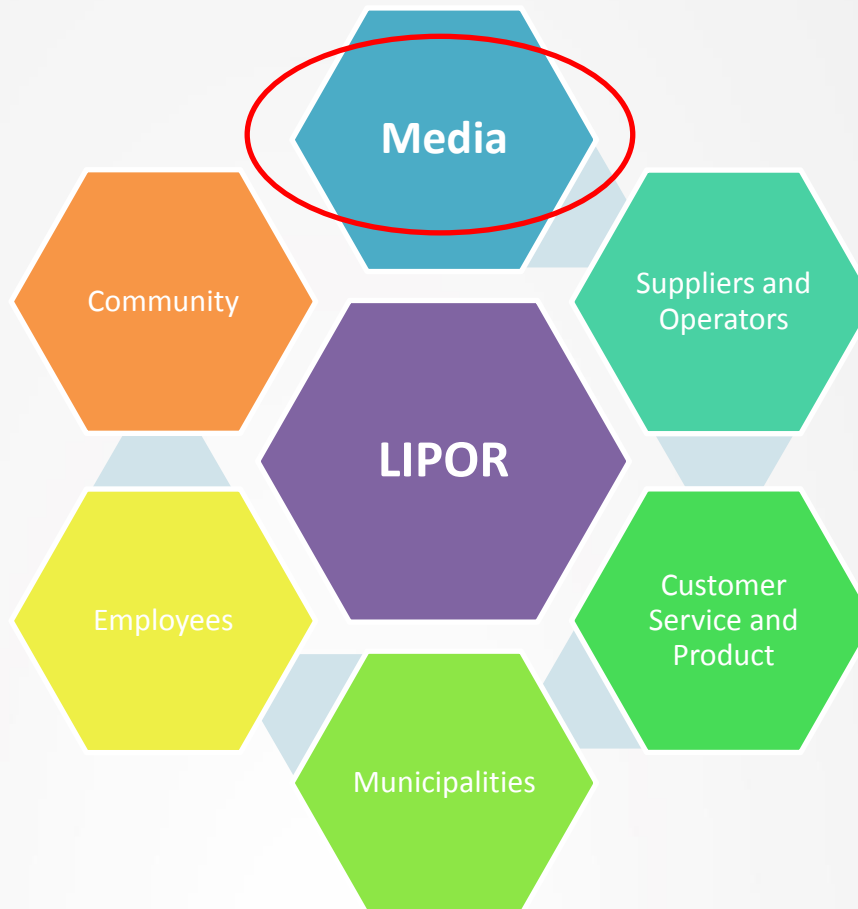 Media
Suppliers and
Operators
Community
LIPOR
Customer
Service and
Product
Employees
Municipalities